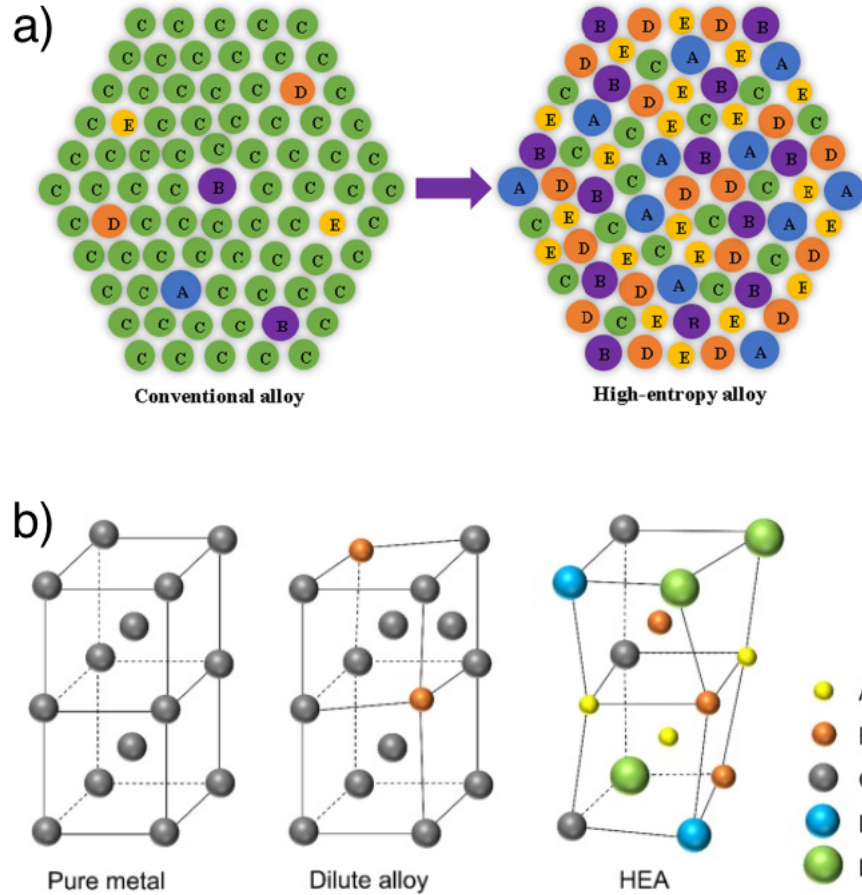 a)
C C C C C
C C C C C C
C C C C C D C
C E C C C C C C
C C C C C C C C C
C C C C B C C C C
C D C C C C C E C
C C C C C C C C
C C A C C C C
C C C C B C
C C C C C
Conventional alloy
B D E D B
D E C A E A
C B D E B C E
E A C E C E D C
B C E A B A B D
A D B C D D C E A
C E C A E C B A E
E D E C E D C D
C B D A C B E
D C E B E D
B D E D A
High-entropy alloy
b)
Pure metal
Dilute alloy
HEA